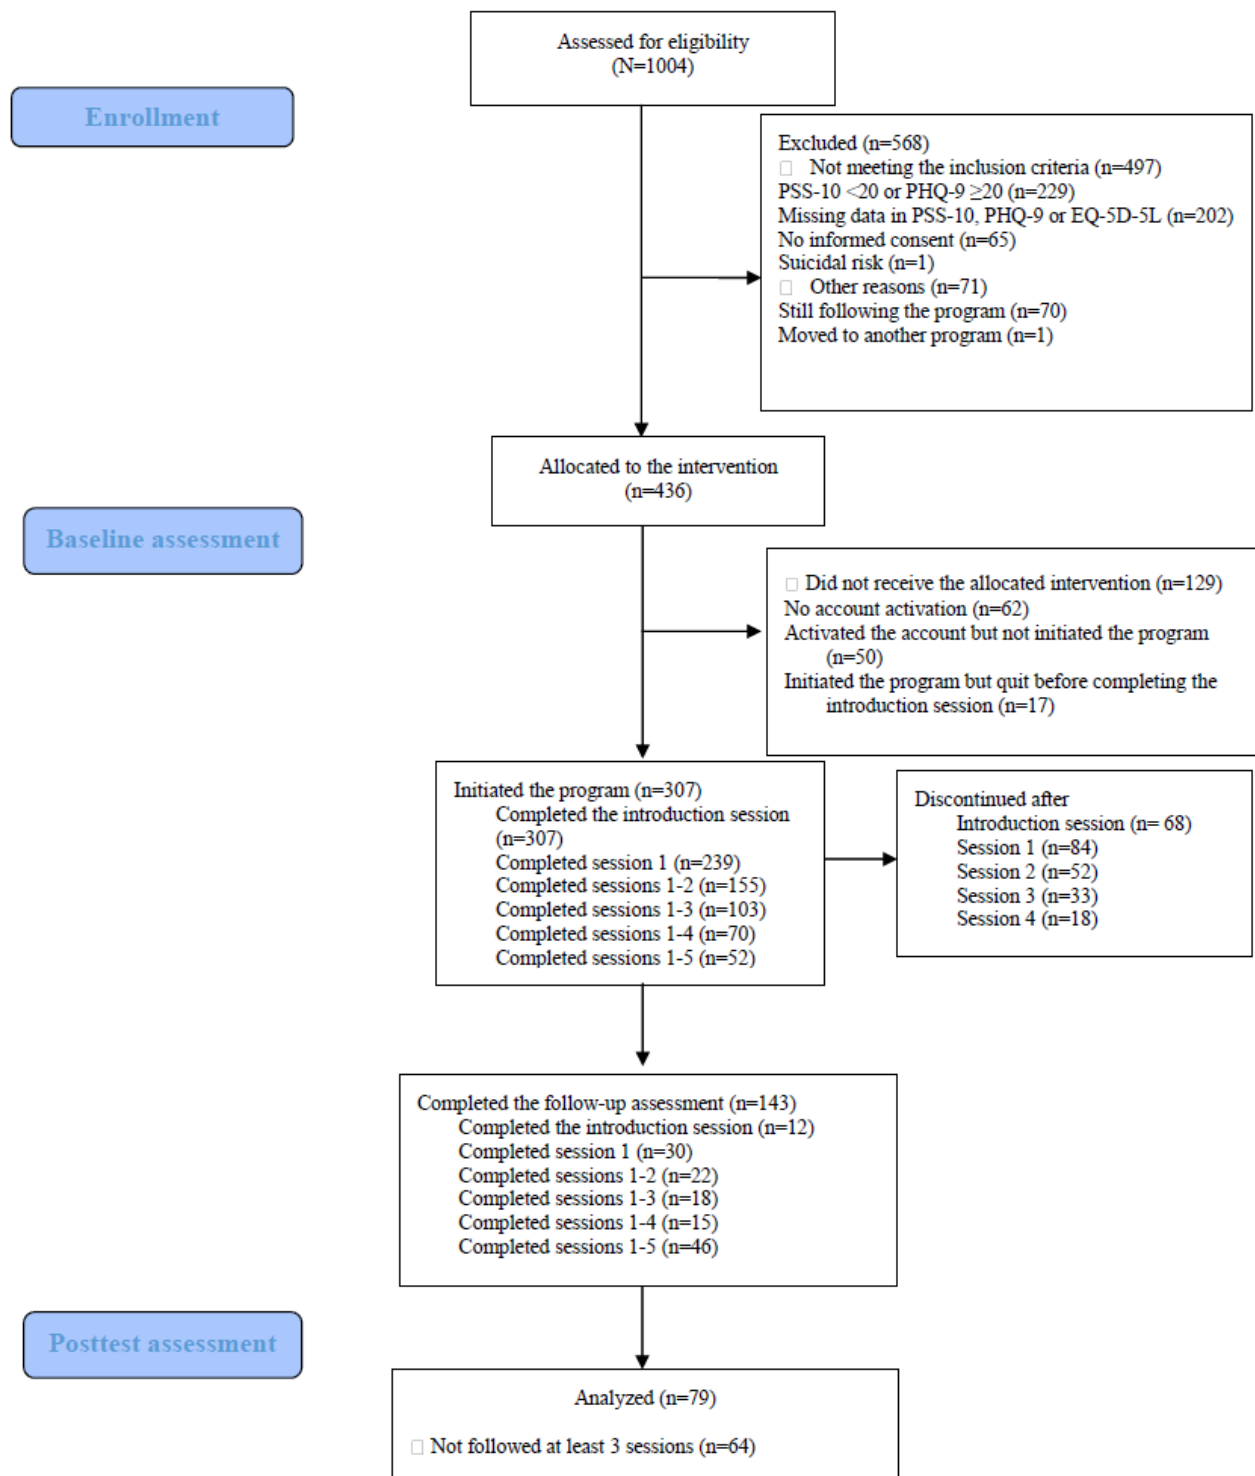 Assessed for eligibility
(N=1004)
Enrollment
Excluded (n=568)
Not meeting the inclusion criteria (n=497)
PSS-10 <20 or PHQ-9 ≥20 (n=229)
Missing data in PSS-10, PHQ-9 or EQ-5D-5L (n=202)
No informed consent (n=65)
Suicidal risk (n=1)
Other reasons (n=71)
Still following the program (n=70)
Moved to another program (n=1)
Allocated to the intervention
(n=436)
Baseline assessment
Did not receive the allocated intervention (n=129)
No account activation (n=62)
Activated the account but not initiated the program
(n=50)
Initiated the program but quit before completing the
introduction session (n=17)
Initiated the program (n=307)
Completed the introduction session
(n=307)
Completed session 1 (n=239)
Completed sessions 1-2 (n=155)
Completed sessions 1-3 (n=103)
Completed sessions 1-4 (n=70)
Completed sessions 1-5 (n=52)
Discontinued after
Introduction session (n= 68)
Session 1 (n=84)
Session 2 (n=52)
Session 3 (n=33)
Session 4 (n=18)
Completed the follow-up assessment (n=143)
Completed the introduction session (n=12)
Completed session 1 (n=30)
Completed sessions 1-2 (n=22)
Completed sessions 1-3 (n=18)
Completed sessions 1-4 (n=15)
Completed sessions 1-5 (n=46)
Posttest assessment
Analyzed (n=79)
Not followed at least 3 sessions (n=64)